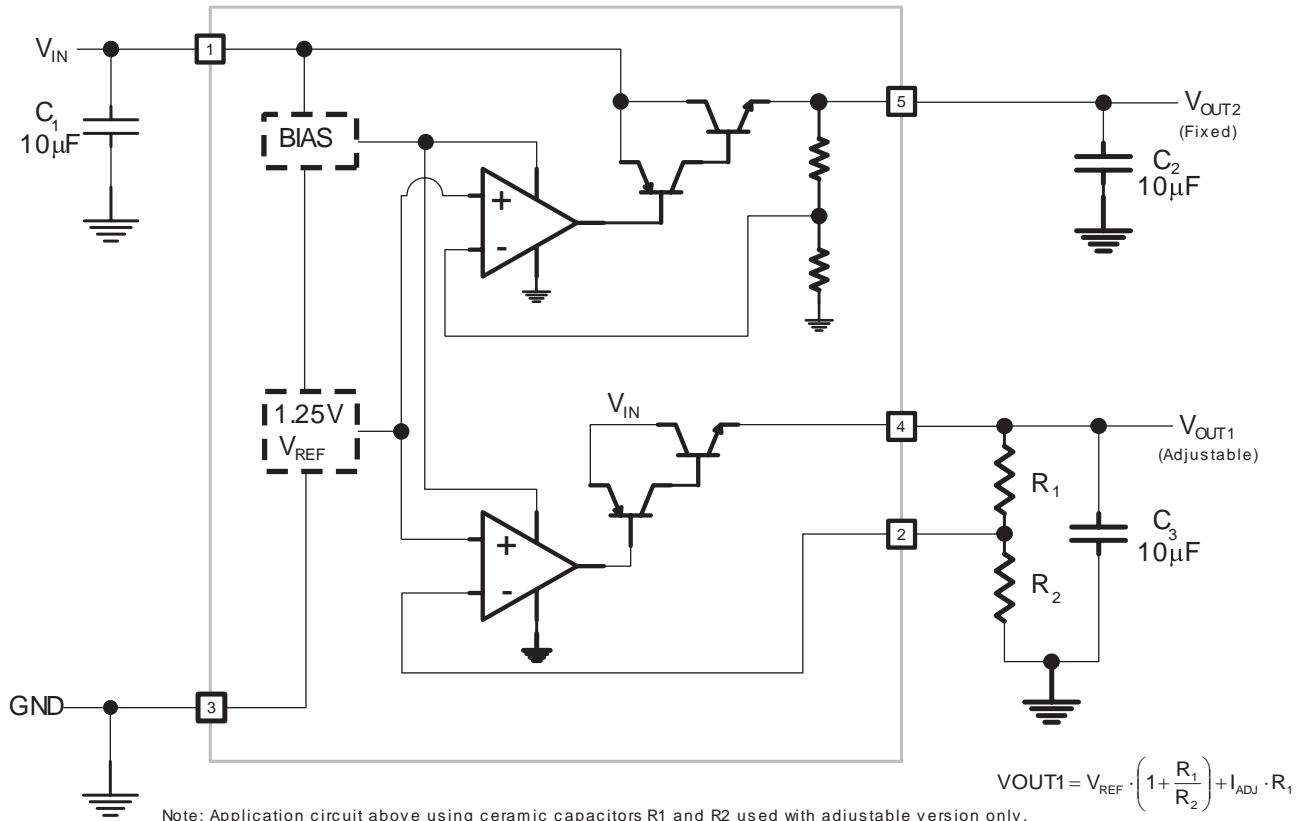 V_IN
1
C_1
10µF
BIAS
5
V_OUT2
(Fixed)
C_2
10µF
+
-
1.25V
V_REF
V_IN
4
V_OUT1
(Adjustable)
R_1
2
C_3
10µF
R_2
+
-
GND
3
VOUT1 = V_REF · (1 + R_1/R_2) + I_ADJ · R_1
Note: Application circuit above using ceramic capacitors R1 and R2 used with adjustable version only.